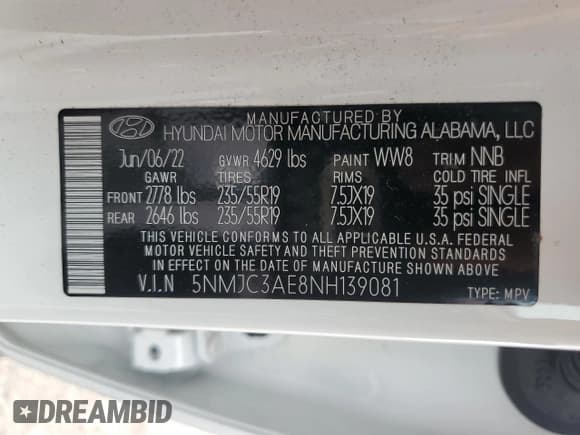 MANUFACTURED BY
HYUNDAI MOTOR MANUFACTURING ALABAMA, LLC
Jun/06/22 GVWR 4629 lbs PAINT WW8 TRIM NNB
GAWR TIRES RIMS COLD TIRE INFL
FRONT 2778 lbs 235/55R19 7.5JX19 35 psi SINGLE
REAR 2646 lbs 235/55R19 7.5JX19 35 psi SINGLE
THIS VEHICLE CONFORMS TO ALL APPLICABLE U.S.A. FEDERAL
MOTOR VEHICLE SAFETY AND THEFT PREVENTION STANDARDS
IN EFFECT ON THE DATE OF MANUFACTURE SHOWN ABOVE.
V.I.N 5NMJC3AE8NH139081 TYPE: MPV
DREAMBID